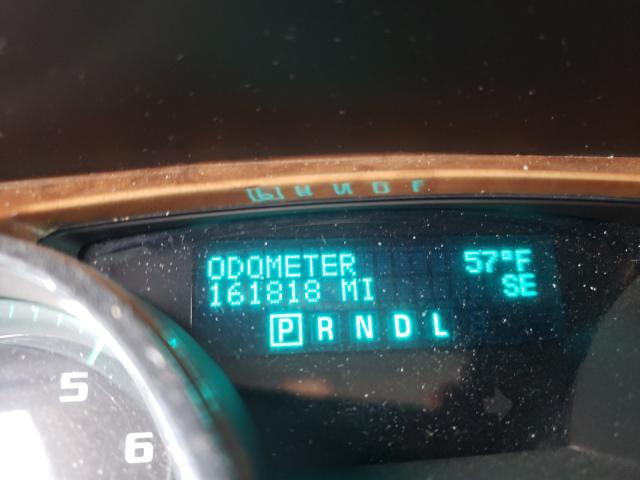 ODOMETER 57°F
161818 MI SE
P R N D L
5
6